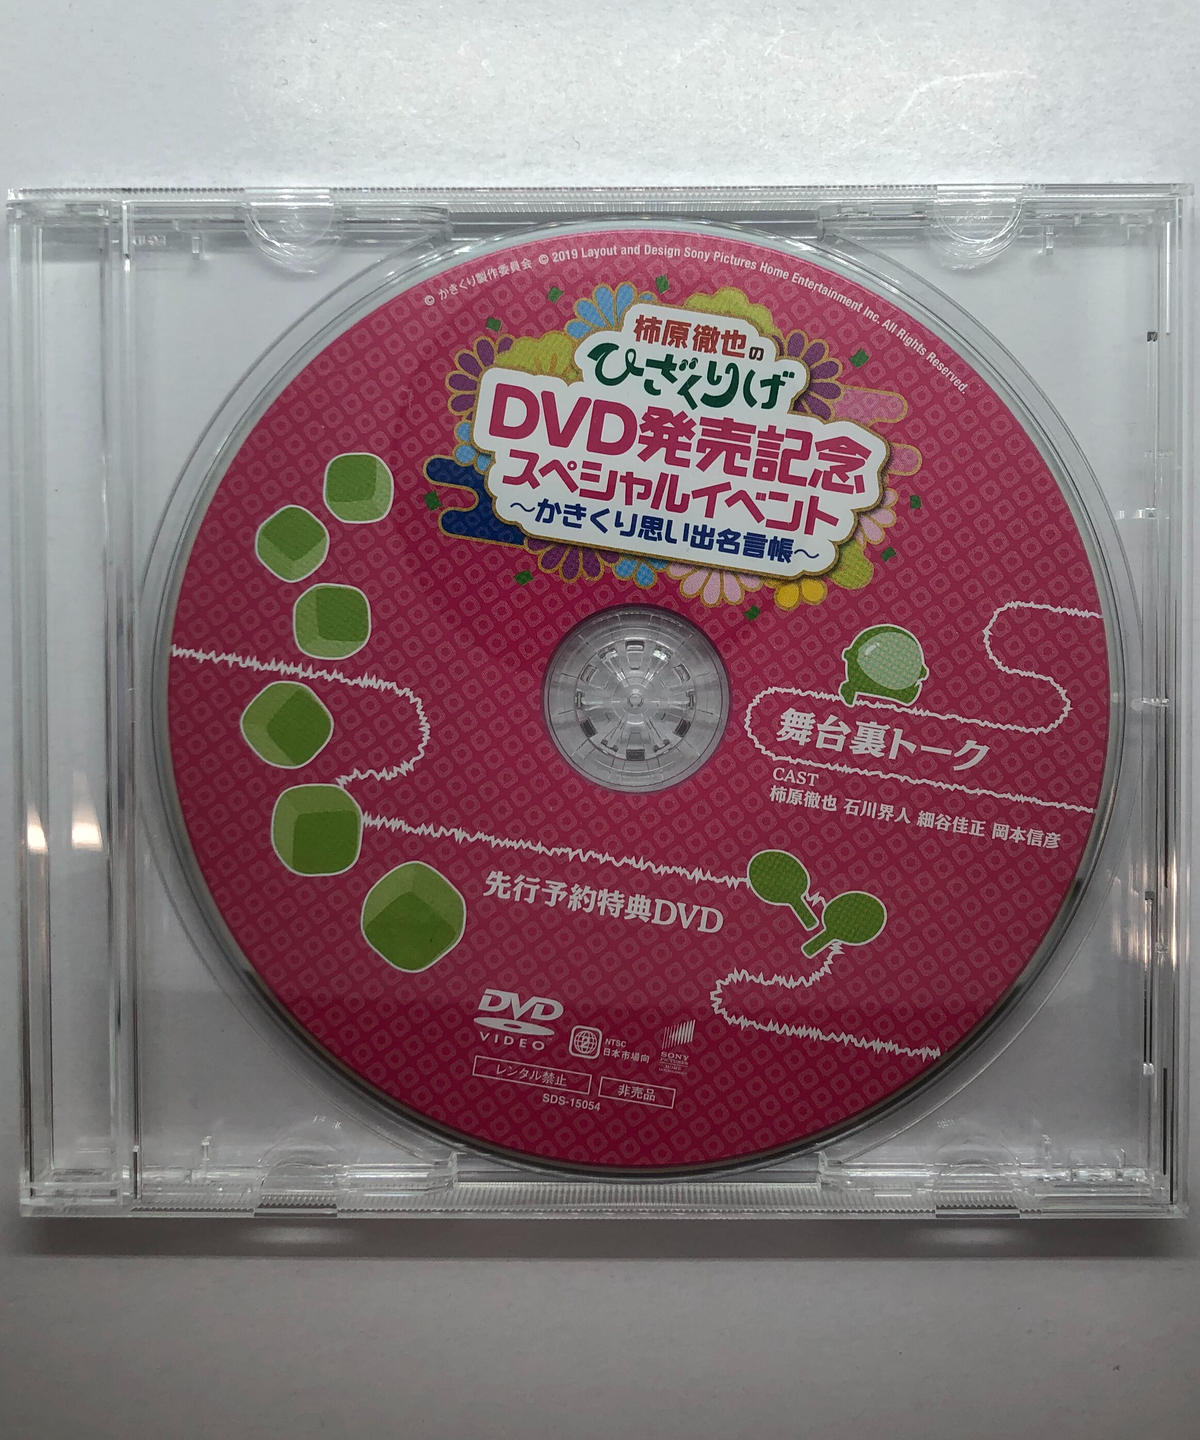 © かきくり製作委員会 © 2019 Layout and Design Sony Pictures Home Entertainment Inc. All Rights Reserved.
柿原徹也の
ひざくりげ
DVD発売記念
スペシャルイベント
～かきくり思い出名言帳～
舞台裏トーク
CAST
柿原徹也 石川界人 細谷佳正 岡本信彦
先行予約特典DVD
DVD
VIDEO
2
NTSC
日本市場向
SONY
PICTURES
HOME
レンタル禁止
非売品
SDS-15054